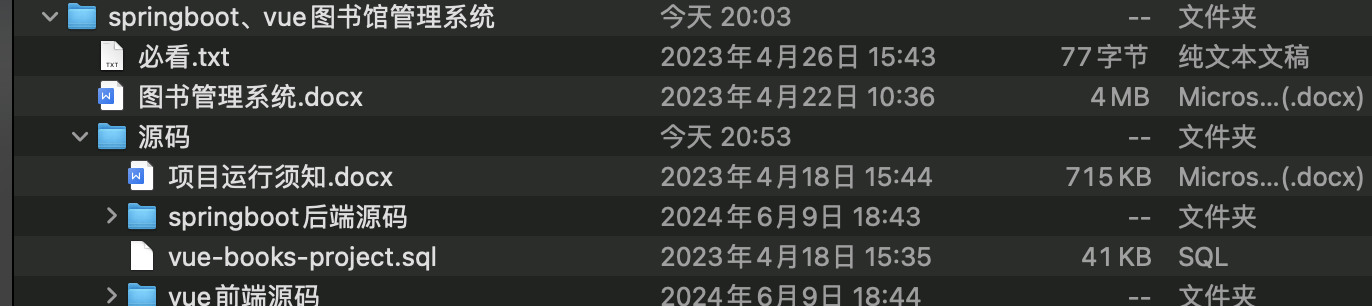 springboot、vue图书馆管理系统 今天 20:03 -- 文件夹
TXT 必看.txt 2023年4月26日 15:43 77字节 纯文本文稿
W 图书管理系统.docx 2023年4月22日 10:36 4 MB Micros...(.docx)
源码 今天 20:53 -- 文件夹
W 项目运行须知.docx 2023年4月18日 15:44 715 KB Micros...(.docx)
springboot后端源码 2024年6月9日 18:43 -- 文件夹
vue-books-project.sql 2023年4月18日 15:35 41 KB SQL
vue前端源码 2024年6月9日 18:44 -- 文件夹